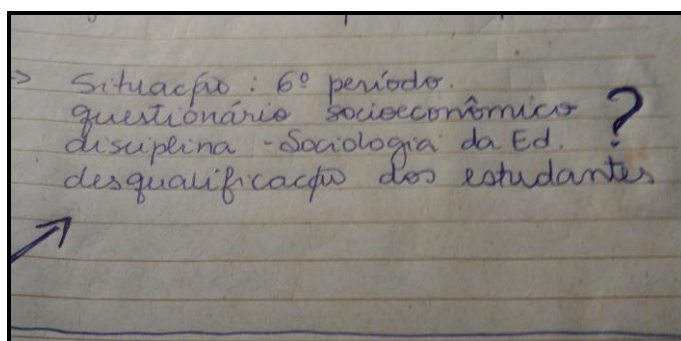 → Situação : 6º período.
questionário socioeconômico ?
disciplina - Sociologia da Ed.
desqualificação dos estudantes